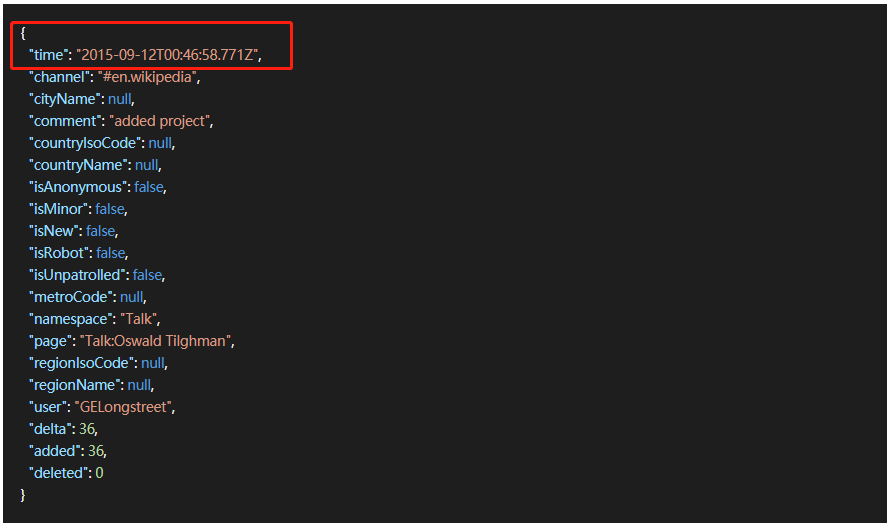 {
"time": "2015-09-12T00:46:58.771Z",
"channel": "#en.wikipedia",
"cityName": null,
"comment": "added project",
"countryIsoCode": null,
"countryName": null,
"isAnonymous": false,
"isMinor": false,
"isNew": false,
"isRobot": false,
"isUnpatrolled": false,
"metroCode": null,
"namespace": "Talk",
"page": "Talk:Oswald Tilghman",
"regionIsoCode": null,
"regionName": null,
"user": "GELongstreet",
"delta": 36,
"added": 36,
"deleted": 0
}